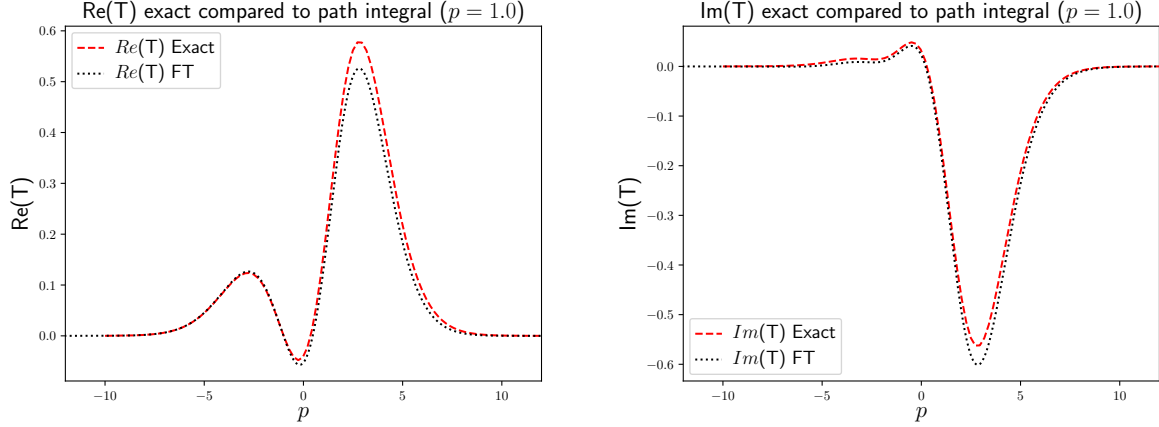 Re(T) exact compared to path integral (p = 1.0)
Re(T) Exact
Re(T) FT
Re(T)
0.6
0.5
0.4
0.3
0.2
0.1
0.0
−10
−5
0
5
10
p
Im(T) exact compared to path integral (p = 1.0)
Im(T) Exact
Im(T) FT
Im(T)
0.0
−0.1
−0.2
−0.3
−0.4
−0.5
−0.6
−10
−5
0
5
10
p